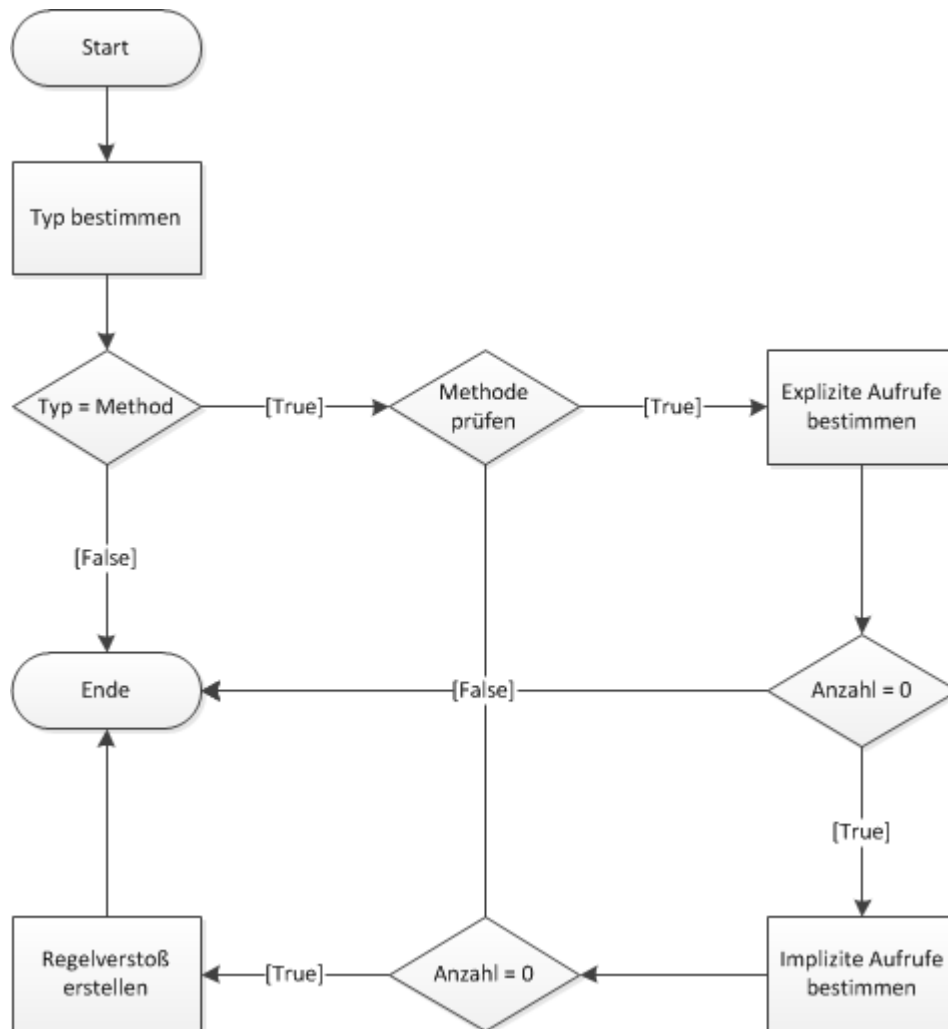 Start
Typ bestimmen
Typ = Method
[True]
Methode
prüfen
[True]
Explizite Aufrufe
bestimmen
[False]
Ende
[False]
Anzahl = 0
[True]
Regelverstoß
erstellen
[True]
Anzahl = 0
Implizite Aufrufe
bestimmen